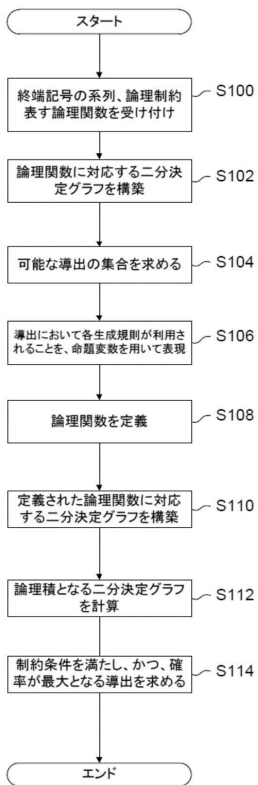 スタート
終端記号の系列、論理制約
表す論理関数を受け付け
S100
論理関数に対応する二分決
定グラフを構築
S102
可能な導出の集合を求める
S104
導出において各生成規則が利用さ
れることを、命題変数を用いて表現
S106
論理関数を定義
S108
定義された論理関数に対応
する二分決定グラフを構築
S110
論理積となる二分決定グラフ
を計算
S112
制約条件を満たし、かつ、確
率が最大となる導出を求める
S114
エンド